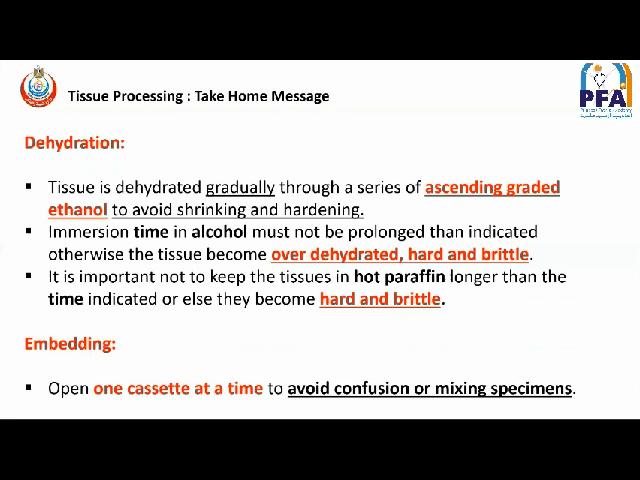 Tissue Processing : Take Home Message
PFA
Dehydration:
▪ Tissue is dehydrated gradually through a series of ascending graded
ethanol to avoid shrinking and hardening.
▪ Immersion time in alcohol must not be prolonged than indicated
otherwise the tissue become over dehydrated, hard and brittle.
▪ It is important not to keep the tissues in hot paraffin longer than the
time indicated or else they become hard and brittle.
Embedding:
▪ Open one cassette at a time to avoid confusion or mixing specimens.